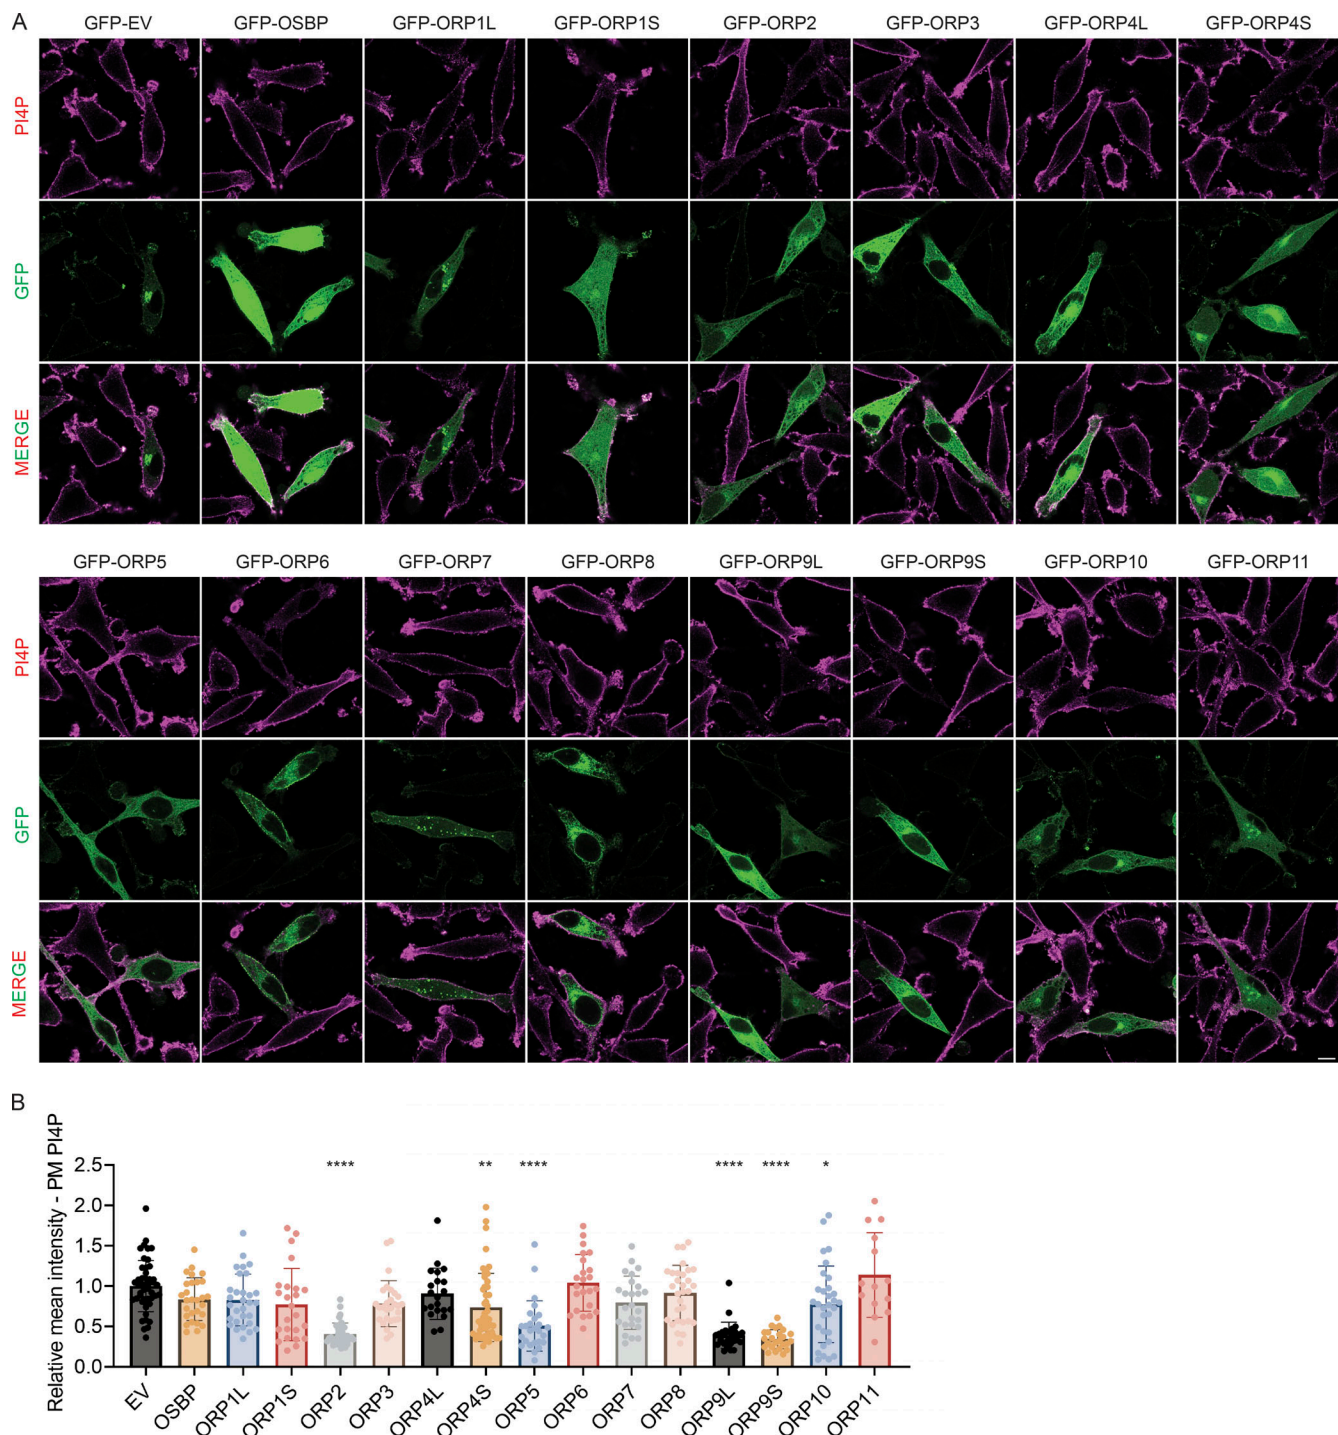 A
GFP-EV GFP-OSBP GFP-ORP1L GFP-ORP1S GFP-ORP2 GFP-ORP3 GFP-ORP4L GFP-ORP4S
PI4P
GFP
MERGE
GFP-ORP5 GFP-ORP6 GFP-ORP7 GFP-ORP8 GFP-ORP9L GFP-ORP9S GFP-ORP10 GFP-ORP11
PI4P
GFP
MERGE
B
Relative mean intensity - PM PI4P
2.5
2.0
1.5
1.0
0.5
0.0
**** ** **** **** **** *
EV OSBP ORP1L ORP1S ORP2 ORP3 ORP4L ORP4S ORP5 ORP6 ORP7 ORP8 ORP9L ORP9S ORP10 ORP11